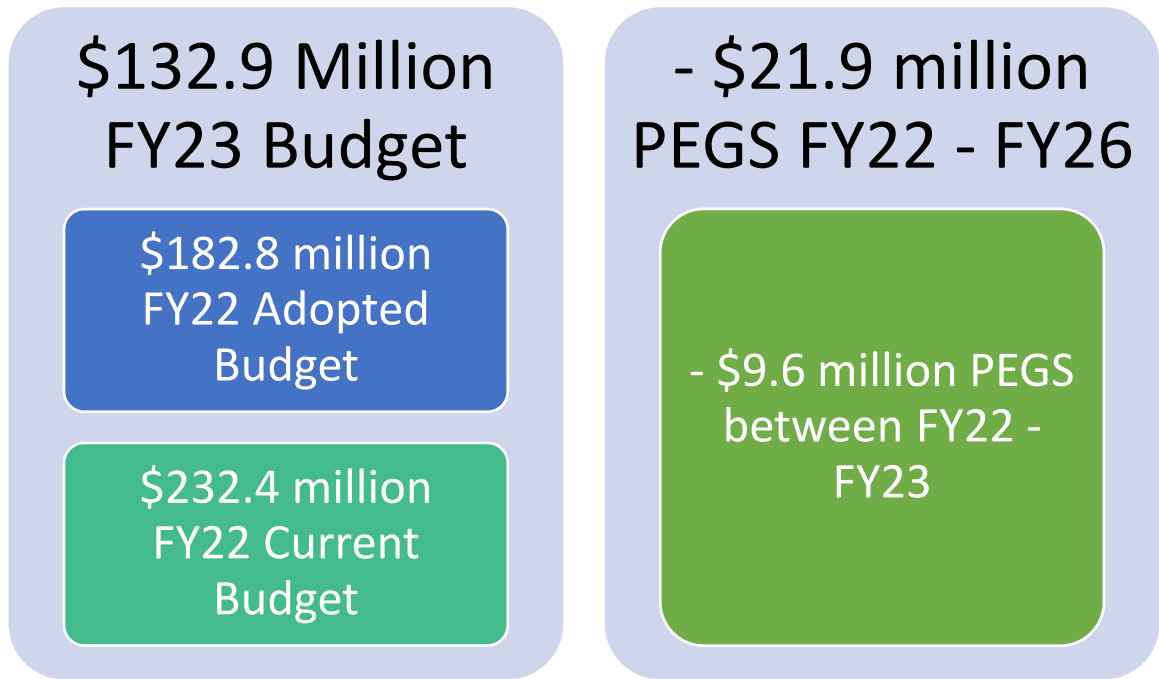 $132.9 Million
FY23 Budget
$182.8 million
FY22 Adopted
Budget
$232.4 million
FY22 Current
Budget
- $21.9 million
PEGS FY22 - FY26
- $9.6 million PEGS
between FY22 -
FY23